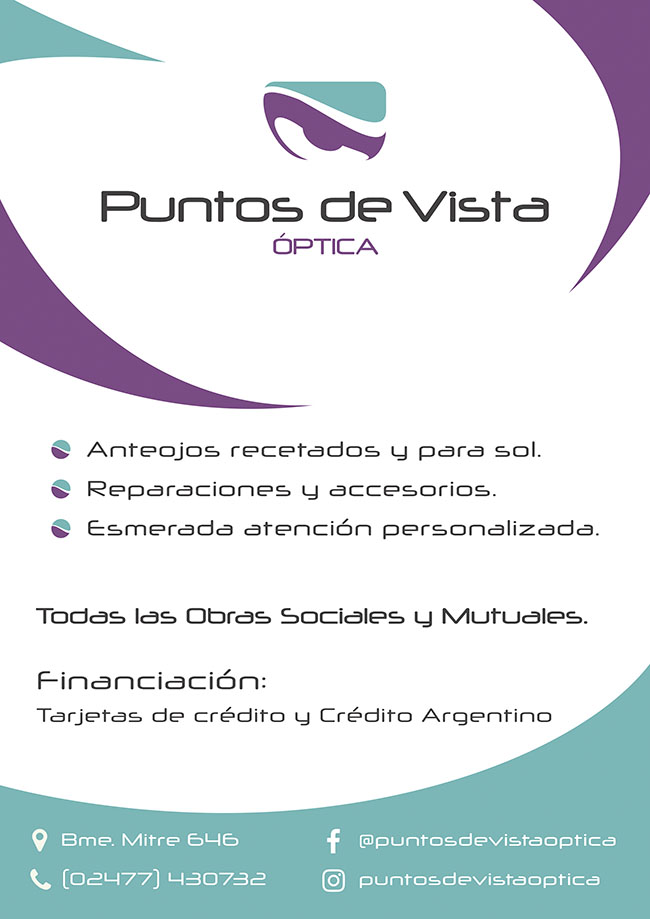 Puntos de Vista
ÓPTICA
Anteojos recetados y para sol.
Reparaciones y accesorios.
Esmerada atención personalizada.
Todas las Obras Sociales y Mutuales.
Financiación:
Tarjetas de crédito y Crédito Argentino
Bme. Mitre 646
@puntosdevistaoptica
(02477) 430732
puntosdevistaoptica